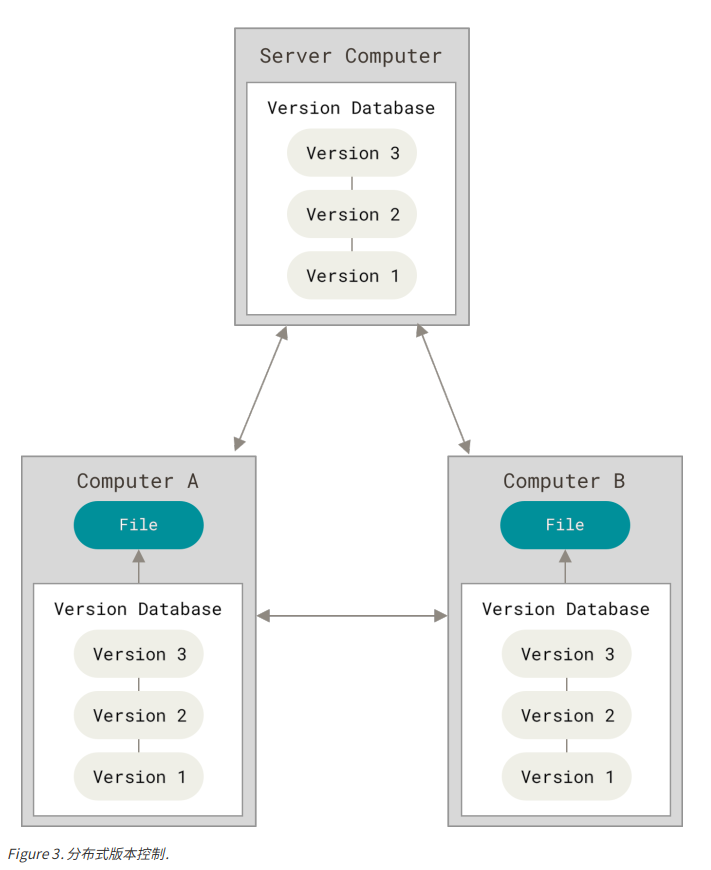 Server Computer
Version Database
Version 3
Version 2
Version 1
Computer A
File
Version Database
Version 3
Version 2
Version 1
Computer B
File
Version Database
Version 3
Version 2
Version 1
Figure 3. 分布式版本控制.